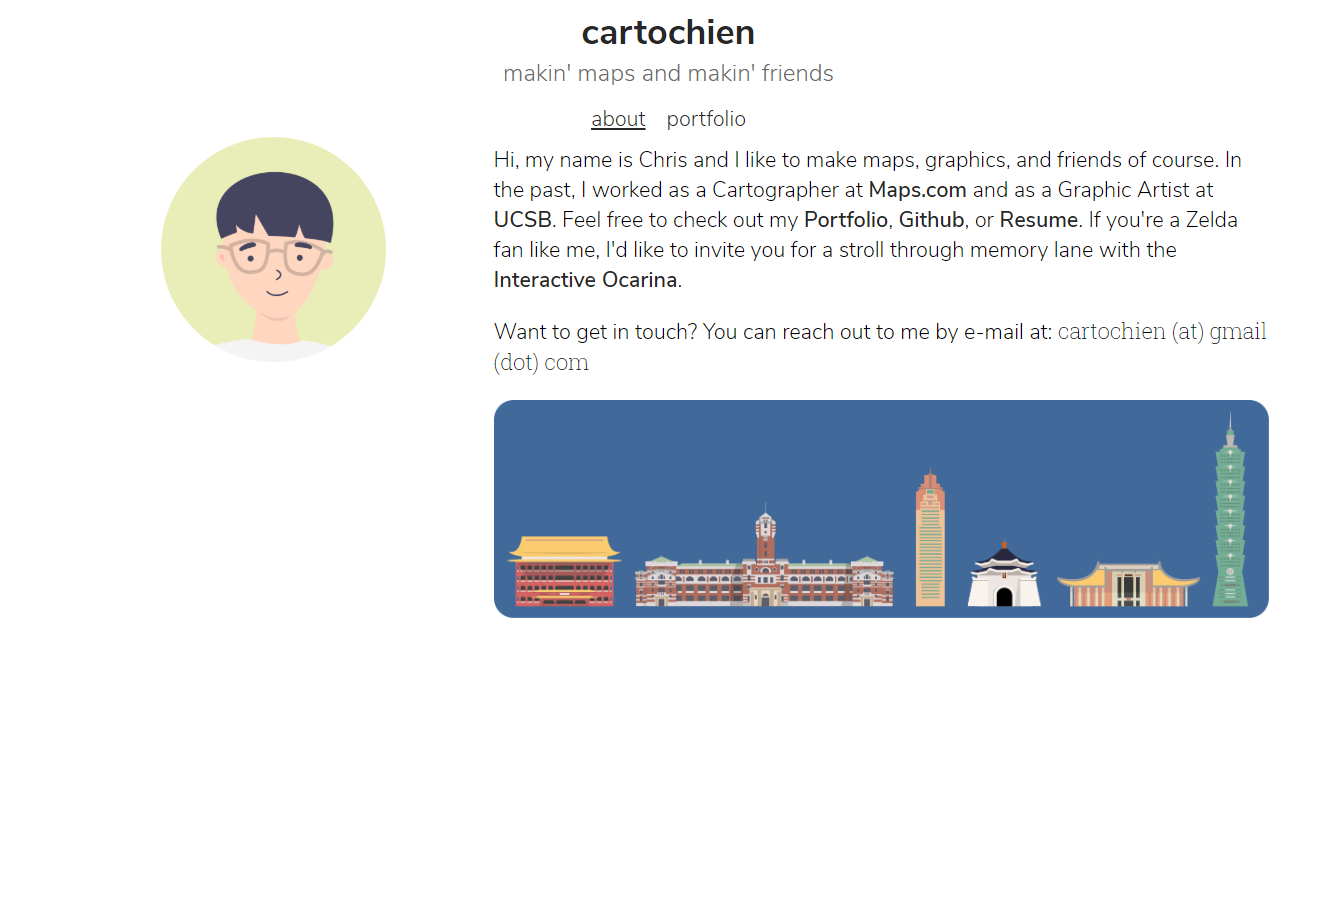 cartochien
makin' maps and makin' friends
about portfolio
Hi, my name is Chris and I like to make maps, graphics, and friends of course. In
the past, I worked as a Cartographer at Maps.com and as a Graphic Artist at
UCSB. Feel free to check out my Portfolio, Github, or Resume. If you're a Zelda
fan like me, I'd like to invite you for a stroll through memory lane with the
Interactive Ocarina.
Want to get in touch? You can reach out to me by e-mail at: cartochien (at) gmail
(dot) com